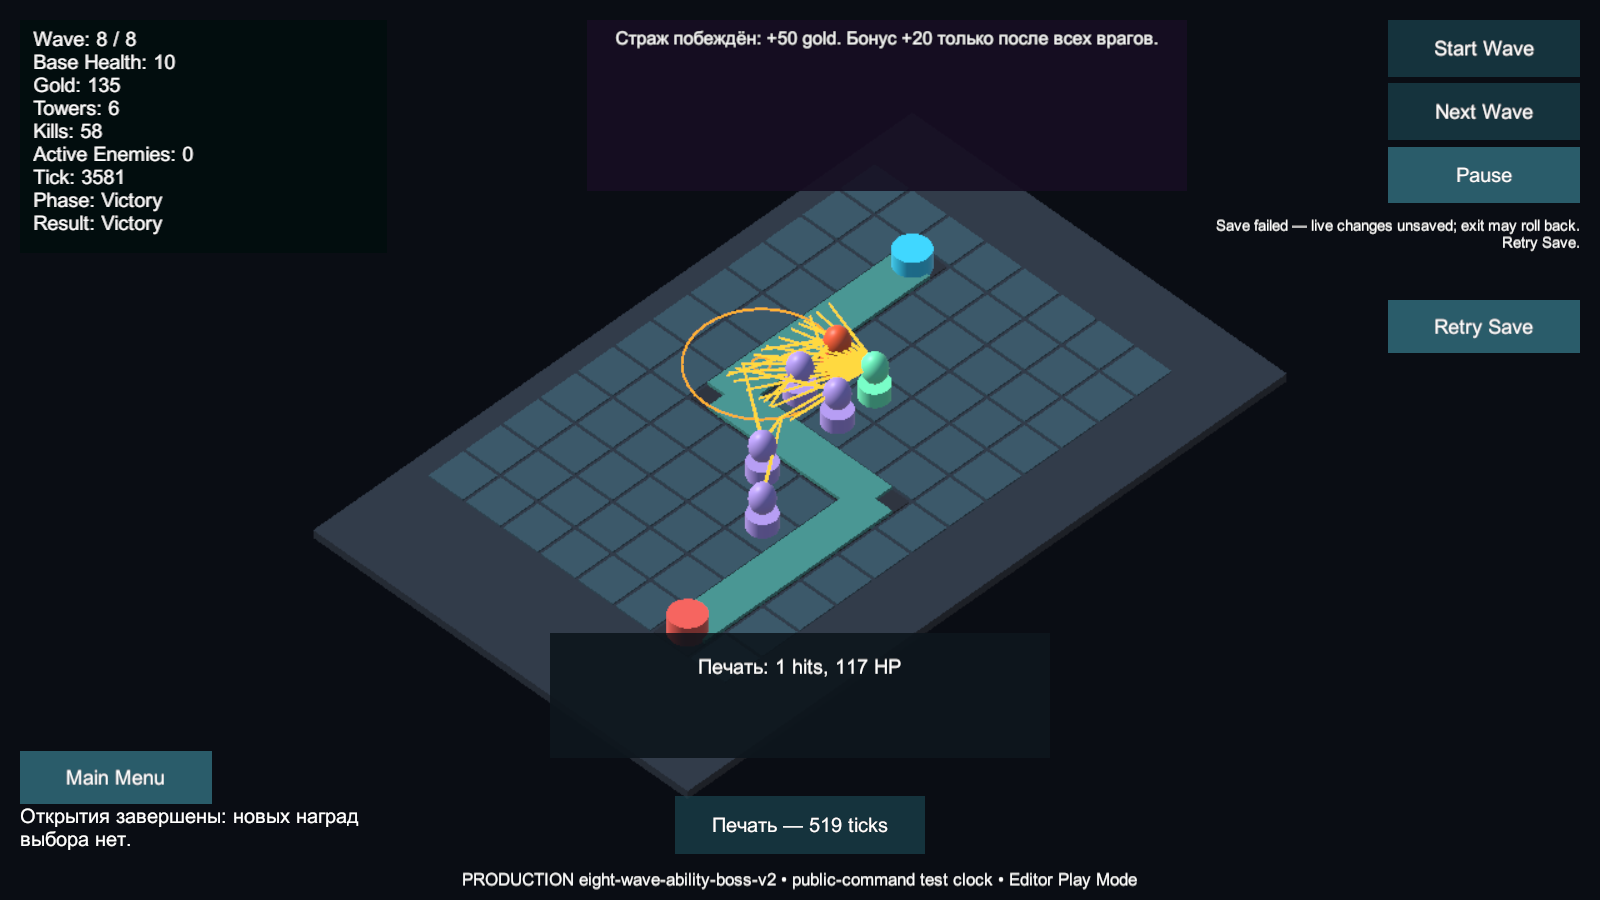 Wave: 8 / 8
Base Health: 10
Gold: 135
Towers: 6
Kills: 58
Active Enemies: 0
Tick: 3581
Phase: Victory
Result: Victory
Страж побеждён: +50 gold. Бонус +20 только после всех врагов.
Start Wave
Next Wave
Pause
Save failed — live changes unsaved; exit may roll back.
Retry Save.
Retry Save
Печать: 1 hits, 117 HP
Main Menu
Открытия завершены: новых наград
выбора нет.
Печать — 519 ticks
PRODUCTION eight-wave-ability-boss-v2 • public-command test clock • Editor Play Mode